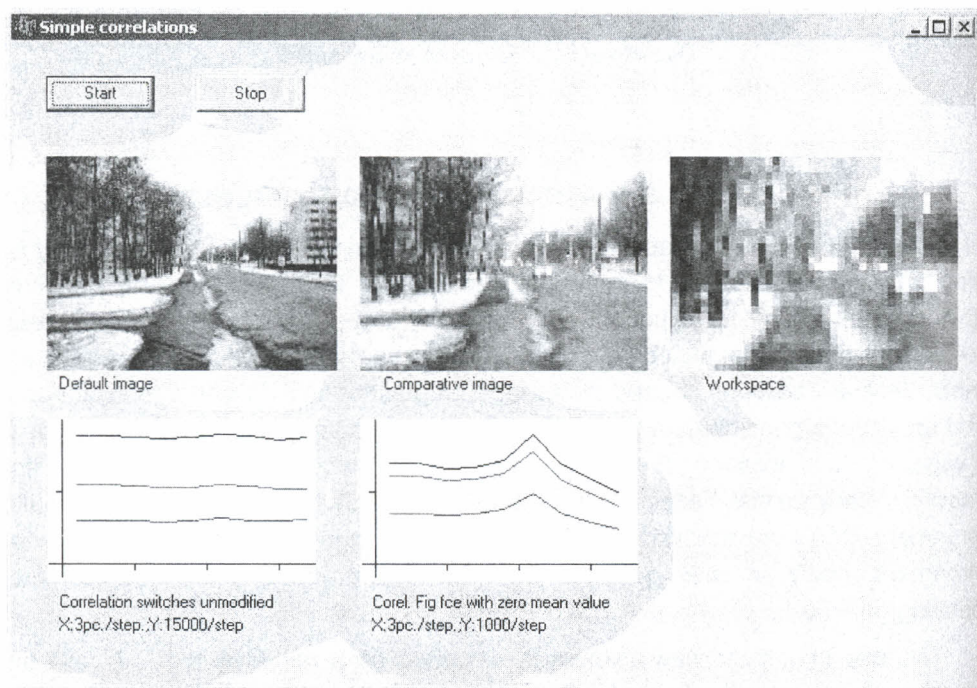 Simple correlations
Start Stop
Default image Comparative image Workspace
Correlation switches unmodified
X:3pc./step.;Y:15000/step
Corel. Fig fce with zero mean value
X:3pc./step.;Y:1000/step